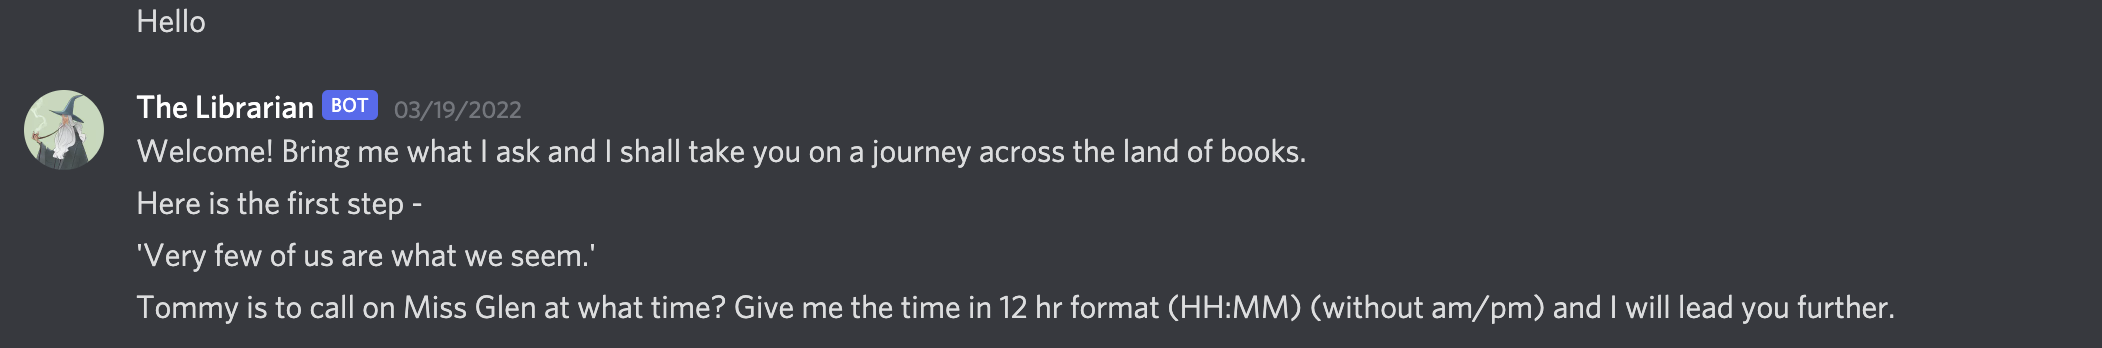 Hello
The Librarian BOT 03/19/2022
Welcome! Bring me what I ask and I shall take you on a journey across the land of books.
Here is the first step -
'Very few of us are what we seem.'
Tommy is to call on Miss Glen at what time? Give me the time in 12 hr format (HH:MM) (without am/pm) and I will lead you further.